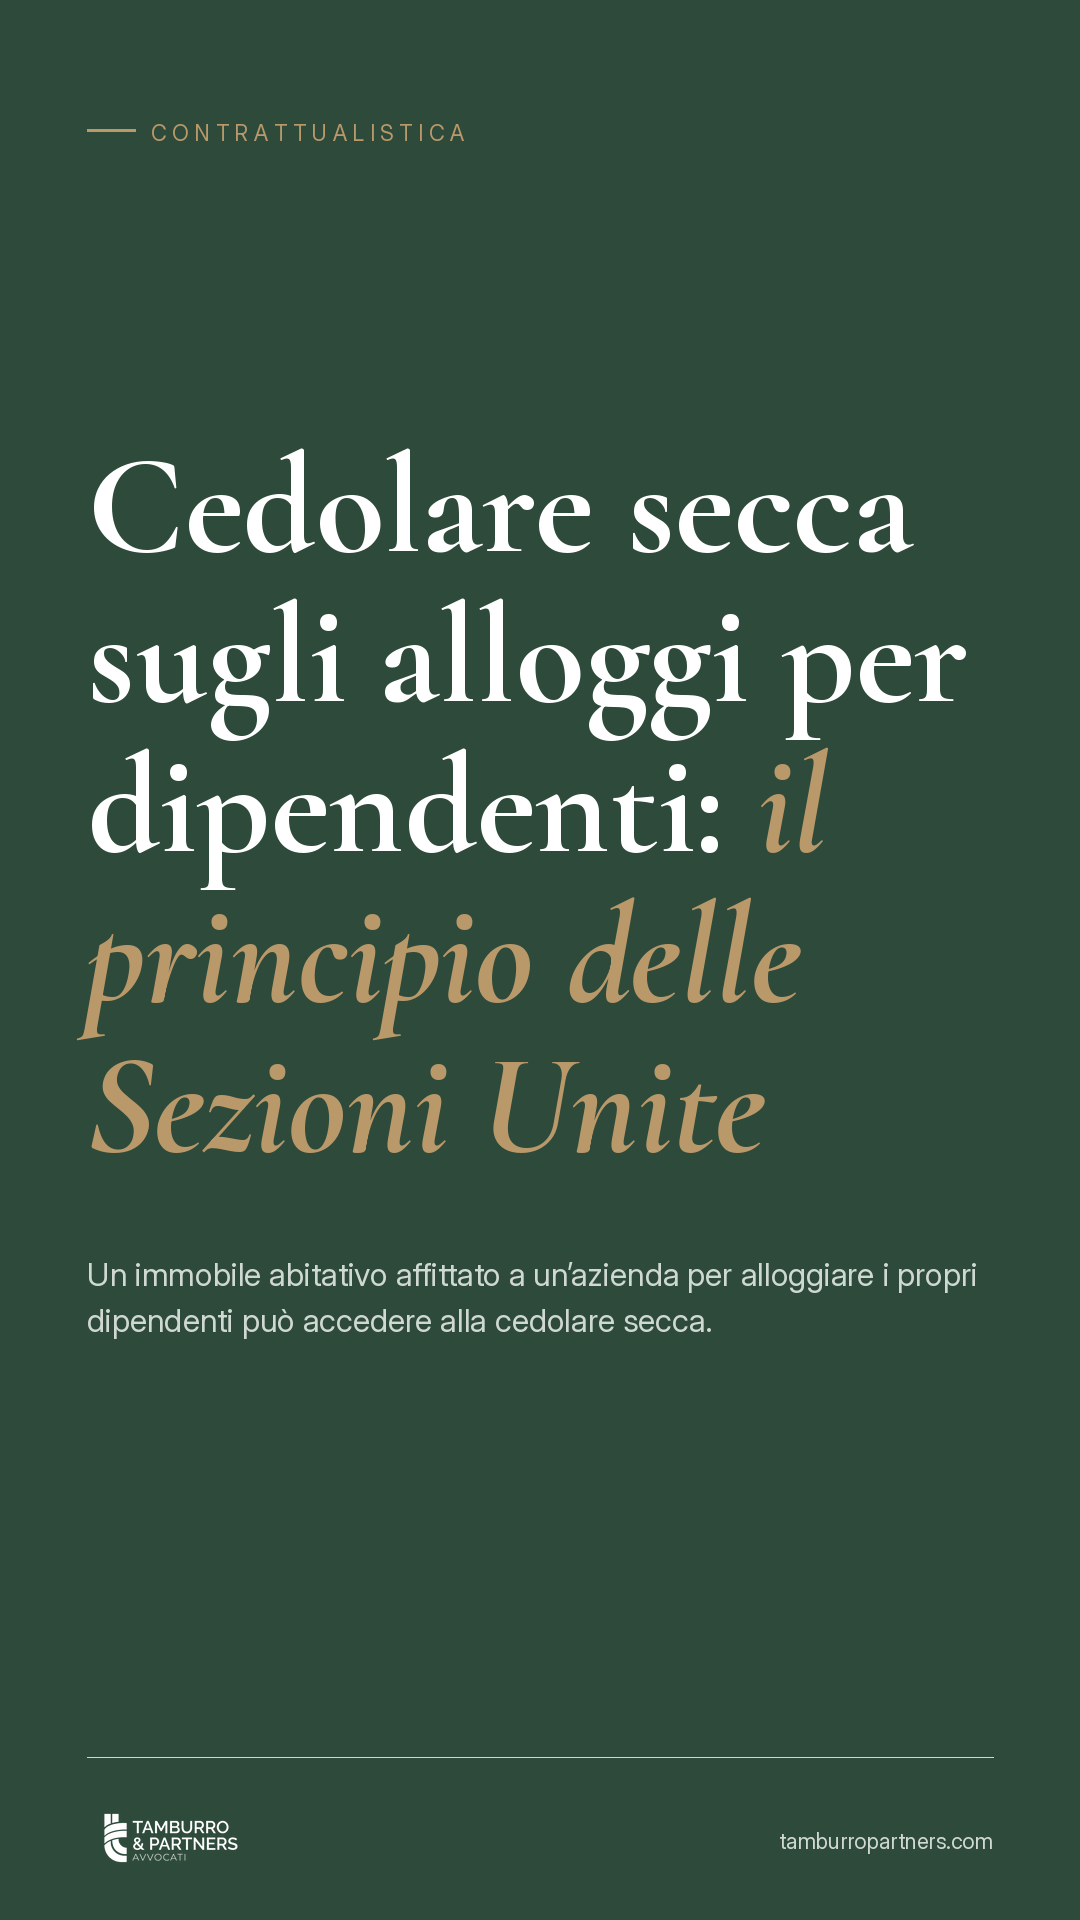 CONTRATTUALISTICA
Cedolare secca
sugli alloggi per
dipendenti: il
principio delle
Sezioni Unite
Un immobile abitativo affittato a un’azienda per alloggiare i propri
dipendenti può accedere alla cedolare secca.
TAMBURRO
& PARTNERS
AVVOCATI
tamburropartners.com